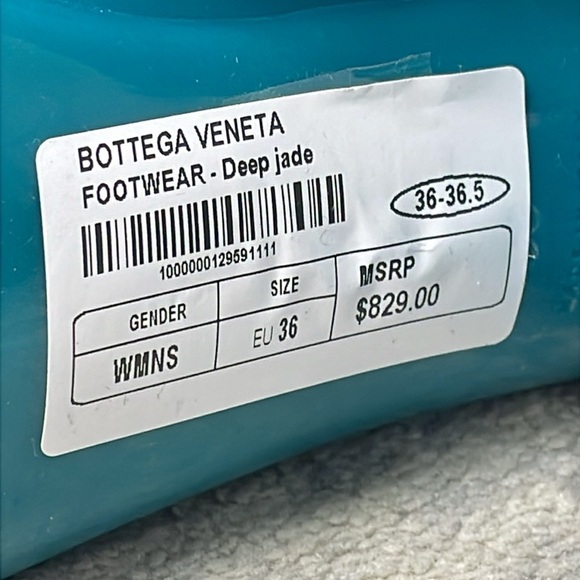 BOTTEGA VENETA
FOOTWEAR - Deep jade
36-36.5
1000000129591111
GENDER SIZE MSRP
WMNS EU 36 $829.00